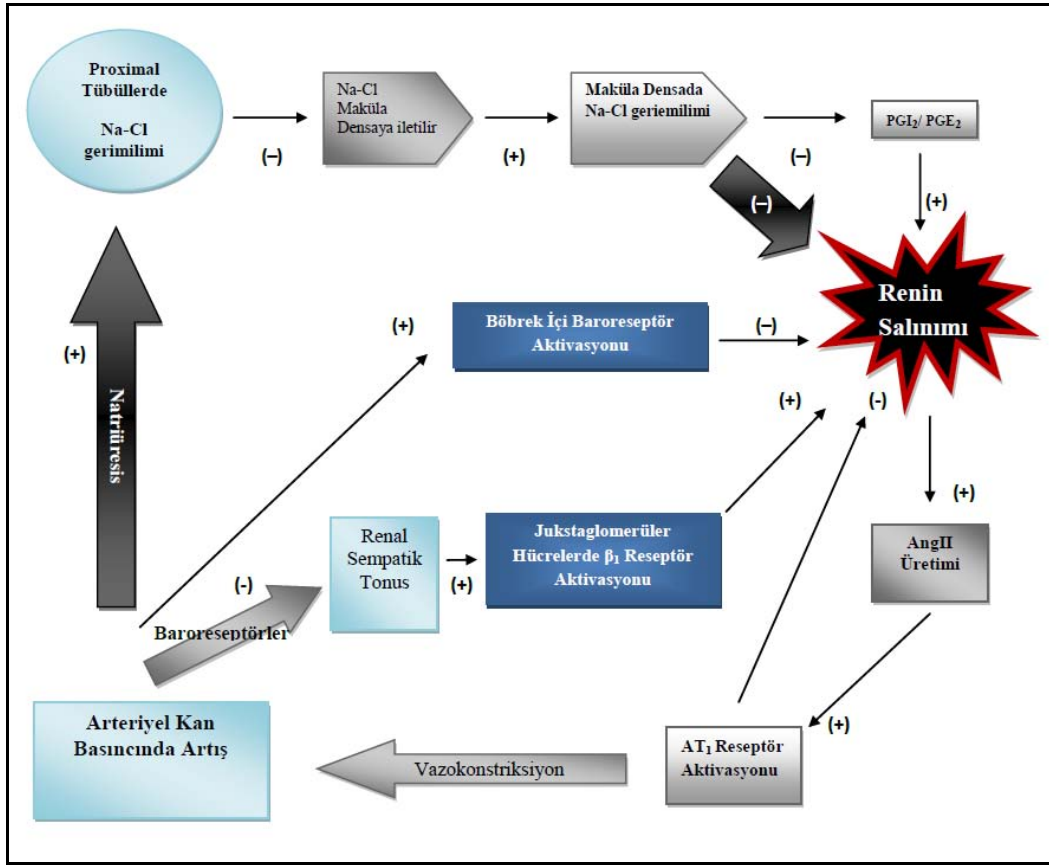 Proximal
Tübüllerde
Na-Cl
gerimilimi
(–)
Na-Cl
Maküla
Densaya iletilir
(+)
Maküla Densada
Na-Cl geriemilimi
(–)
PGI₂/ PGE₂
(–)
(+)
Renin
Salınımı
(+)
Natriüresis
(+)
Böbrek İçi Baroreseptör
Aktivasyonu
(–)
(+)
(-)
(+)
Renal
Sempatik
Tonus
(+)
Jukstaglomerüler
Hücrelerde β₁ Reseptör
Aktivasyonu
AngII
Üretimi
(-)
Baroreseptörler
Arteriyel Kan
Basıncında Artış
Vazokonstriksiyon
AT₁ Reseptör
Aktivasyonu
(+)